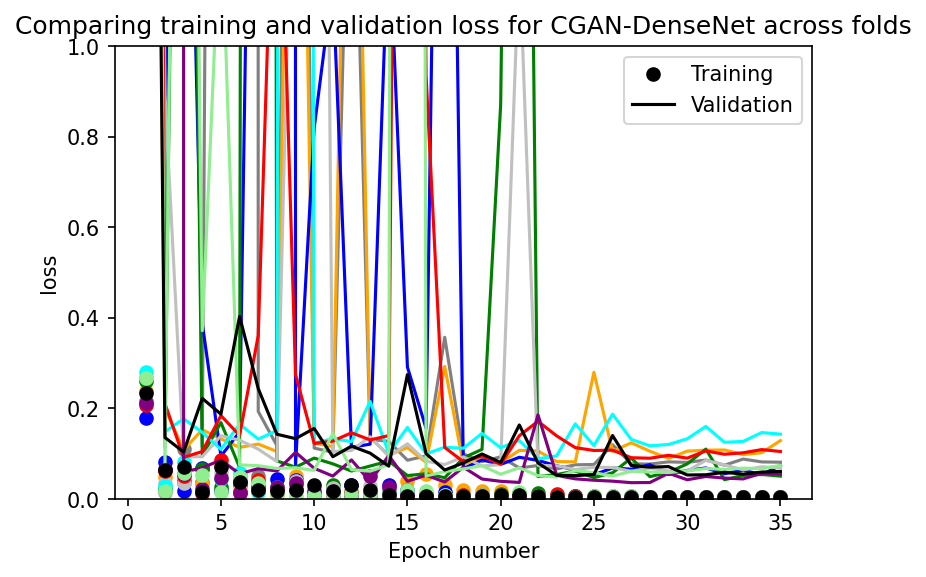 Comparing training and validation loss for CGAN-DenseNet across folds
1.0
0.8
0.6
0.4
0.2
0.0
loss
Training
Validation
0 5 10 15 20 25 30 35
Epoch number